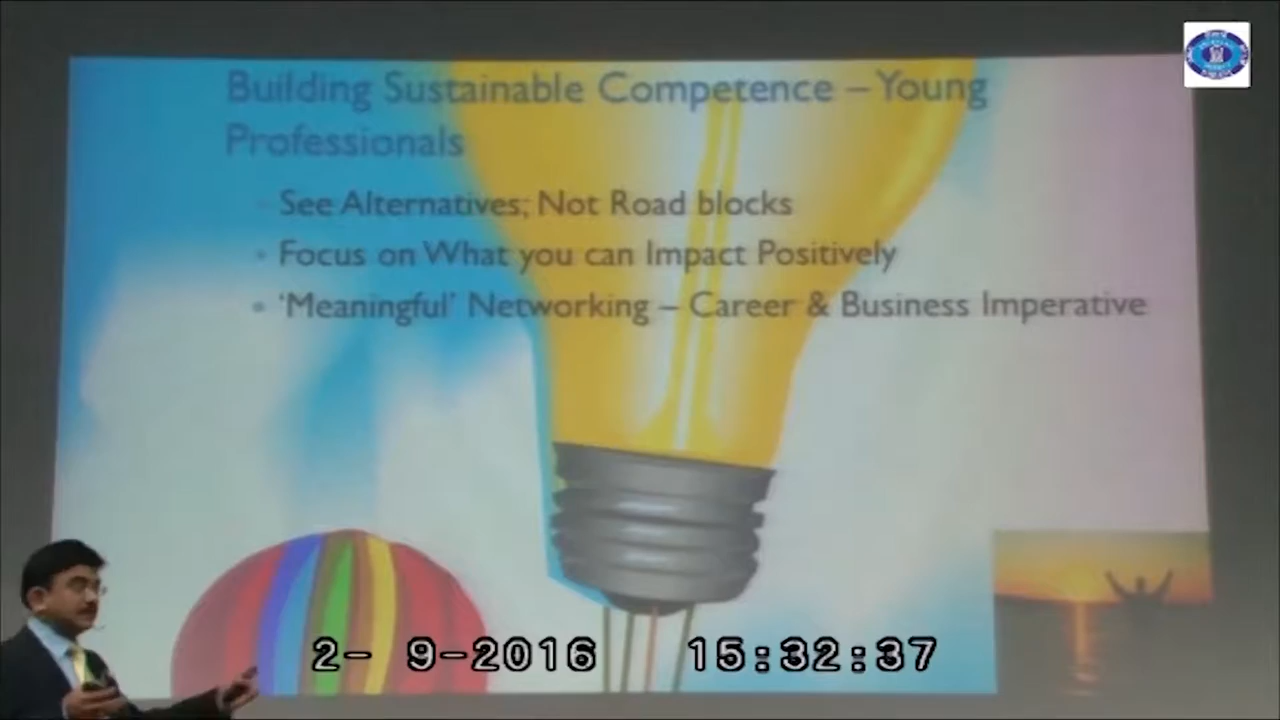 Building Sustainable Competence – Young
Professionals
See Alternatives; Not Road blocks
• Focus on What you can Impact Positively
• ‘Meaningful’ Networking – Career & Business Imperative
2- 9-2016 15:32:37